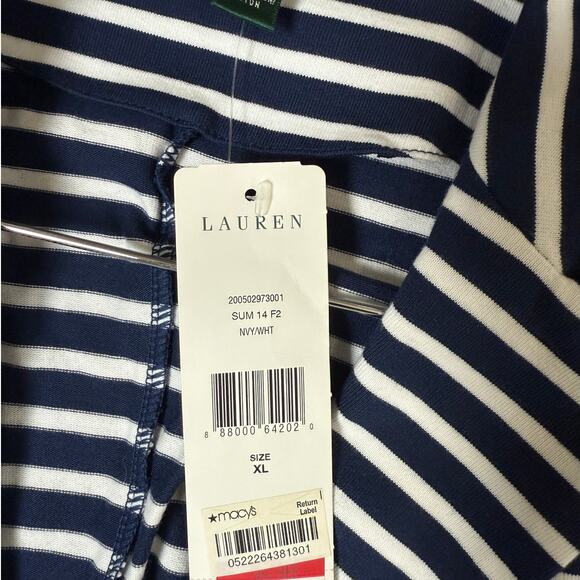 LAUREN
200502973001
SUM 14 F2
NVY/WHT
8 88000 64202 0
SIZE
XL
★macy's
Return
Label
0522264381301